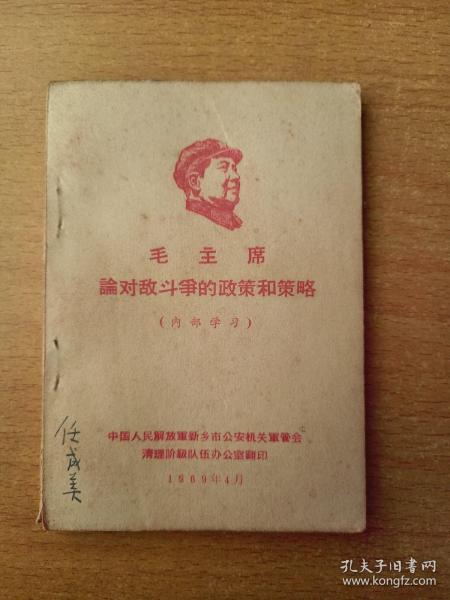 毛主席
論对敌斗爭的政策和策略
(内部学习)
中国人民解放軍新乡市公安机关軍管会
清理阶級队伍办公室翻印
1969年4月
任成美
孔夫子旧书网
www.kongfz.com